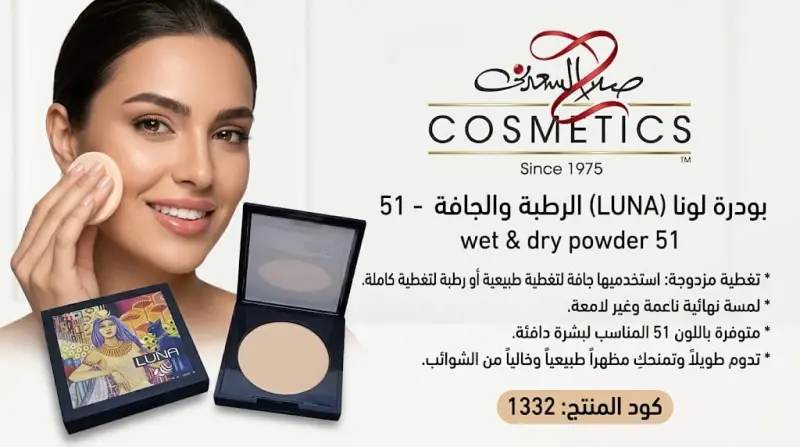 COSMETICS
TM
Since 1975
بودرة لونا (LUNA) الرطبة والجافة - 51
wet & dry powder 51
* تغطية مزدوجة: استخدميها جافة لتغطية طبيعية أو رطبة لتغطية كاملة.
* لمسة نهائية ناعمة وغير لامعة.
* متوفرة باللون 51 المناسب لبشرة دافئة.
* تدوم طويلاً وتمنحكِ مظهراً طبيعياً وخالياً من الشوائب.
كود المنتج: 1332
LUNA